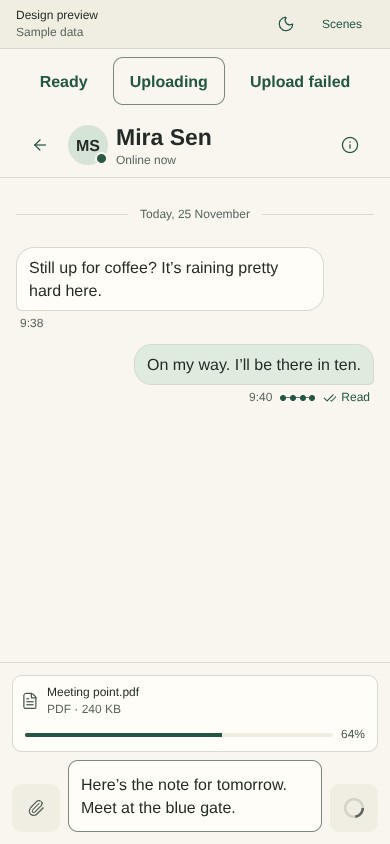 Design preview
Sample data
Scenes
Ready
Uploading
Upload failed
MS
Mira Sen
Online now
Today, 25 November
Still up for coffee? It’s raining pretty
hard here.
9:38
On my way. I’ll be there in ten.
9:40
Read
Meeting point.pdf
PDF · 240 KB
64%
Here’s the note for tomorrow.
Meet at the blue gate.